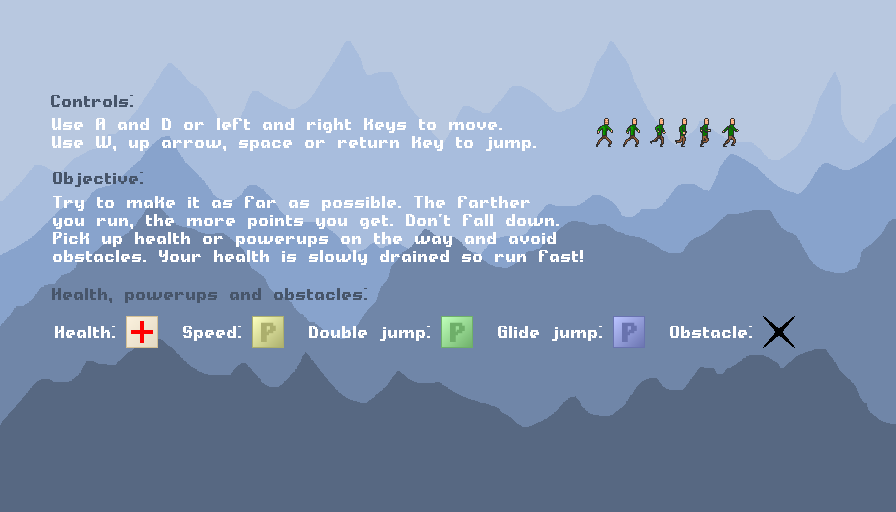 Controls:
Use A and D or left and right keys to move.
Use W, up arrow, space or return key to jump.
Objective:
Try to make it as far as possible. The farther
you run, the more points you get. Don't fall down.
Pick up health or powerups on the way and avoid
obstacles. Your health is slowly drained so run fast!
Health, powerups and obstacles:
Health: Speed: P Double jump: P Glide jump: P Obstacle: